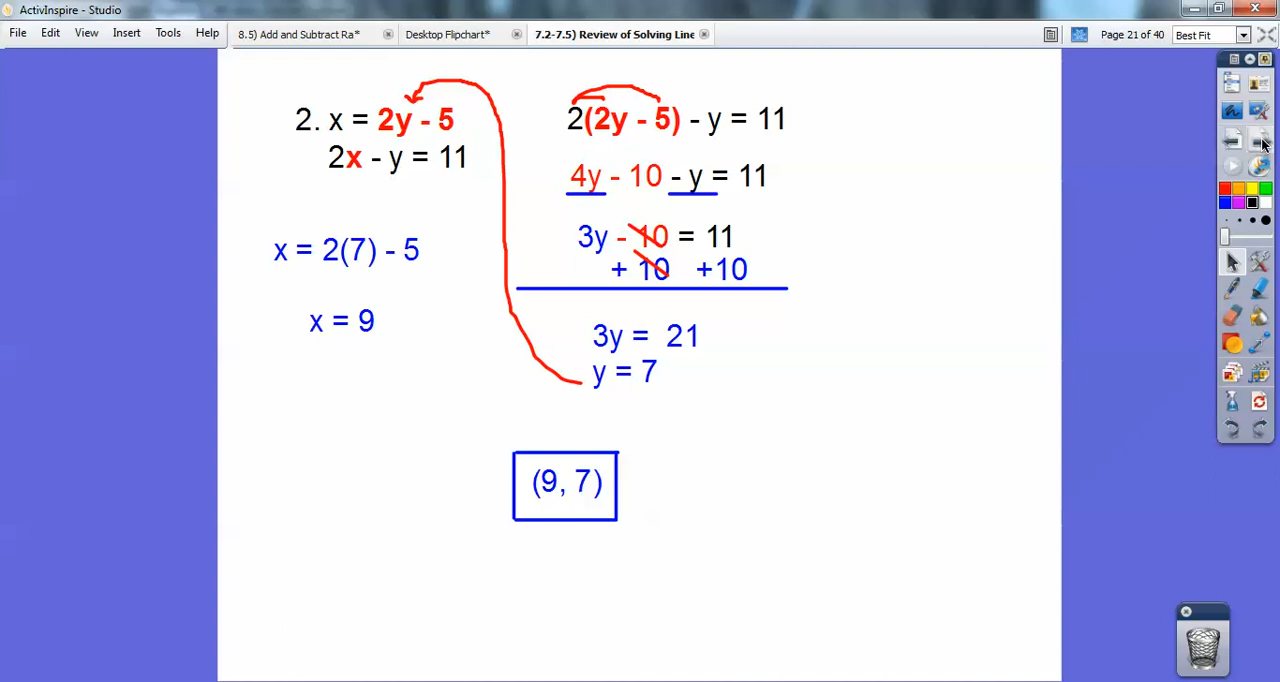 ActivInspire - Studio
File Edit View Insert Tools Help
8.5) Add and Subtract Ra*
Desktop Flipchart*
7.2-7.5) Review of Solving Line
Page 21 of 40
Best Fit
2. x = 2y - 5
2x - y = 11
x = 2(7) - 5
x = 9
2(2y - 5) - y = 11
4y - 10 - y = 11
3y - 10 = 11
+ 10 +10
3y = 21
y = 7
(9, 7)